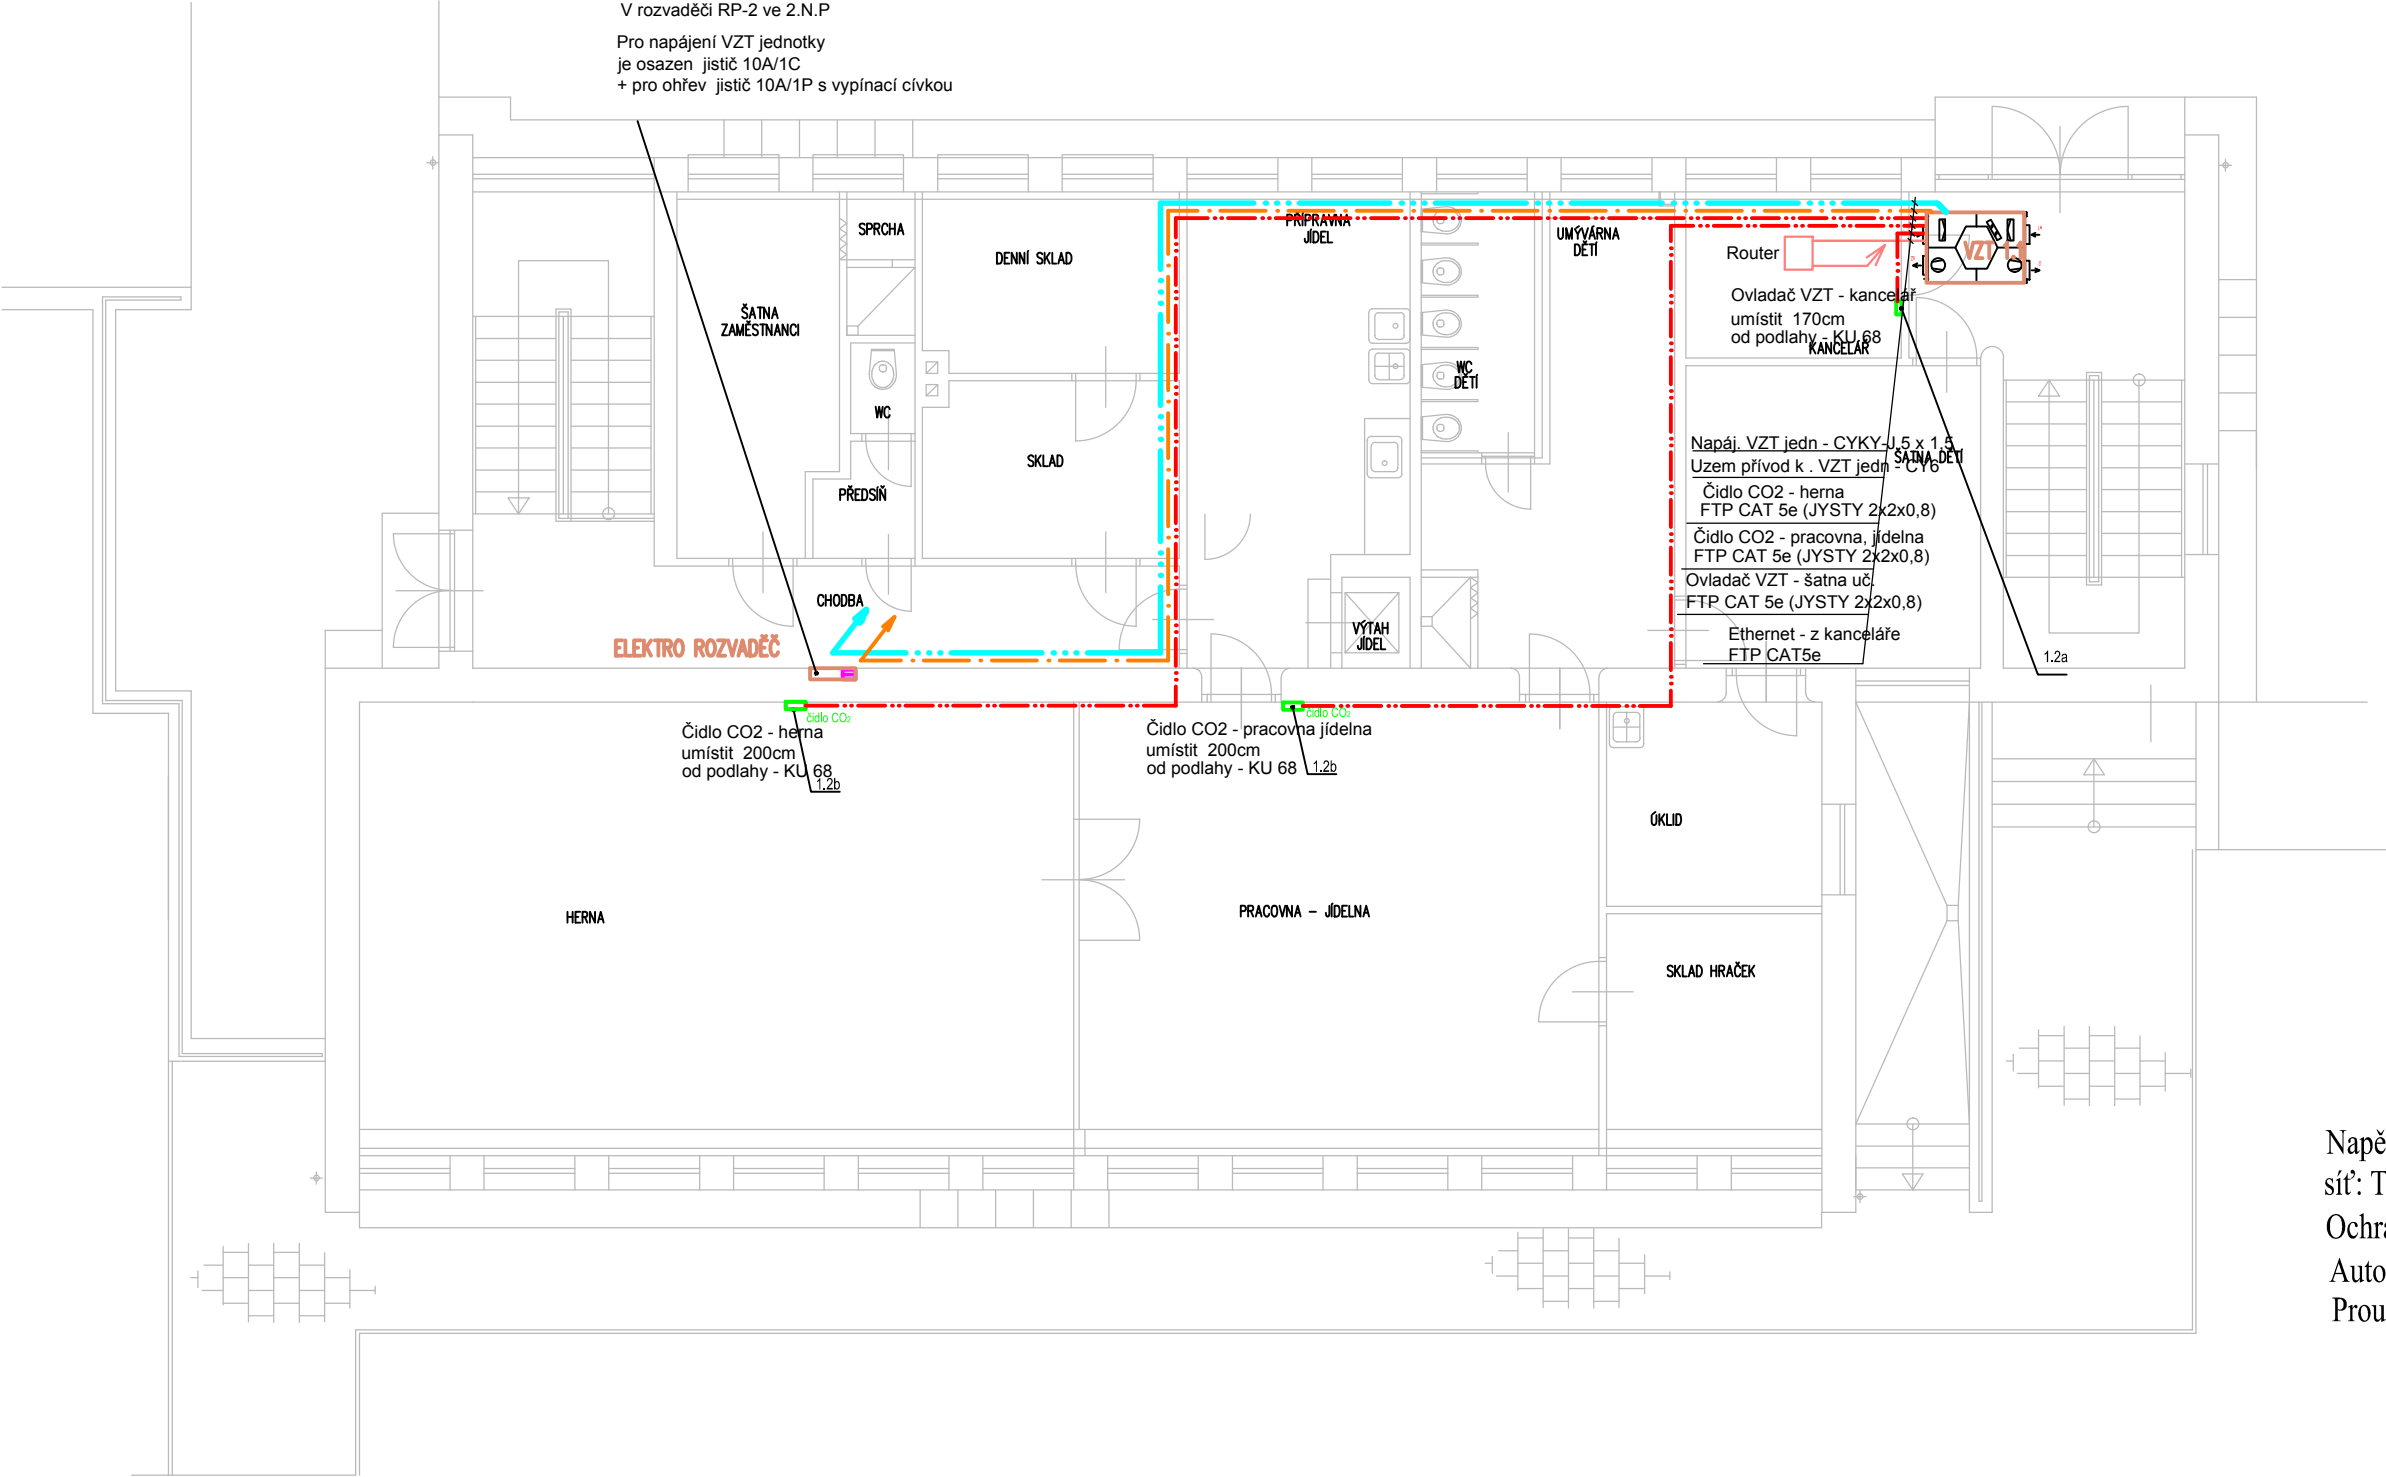 V rozvaděči RP-2 ve 2.N.P
Pro napájení VZT jednotky
je osazen jistič 10A/1C
+ pro ohřev jistič 10A/1P s vypínací cívkou
SPRCHA
DENNÍ SKLAD
PŘÍPRAVNA
JÍDEL
UMÝVÁRNA
DĚTÍ
Router
VZT 1.1
Ovladač VZT - kancelář
umístit 170cm
od podlahy - KU 68
KANCELÁŘ
ŠATNA
ZAMĚSTNANCI
WC
DĚTÍ
WC
SKLAD
PŘEDSÍŇ
Napáj. VZT jedn - CYKY-J 5 x 1,5
ŠATNA DĚTÍ
Uzem přívod k . VZT jedn - CY6
Čidlo CO2 - herna
FTP CAT 5e (JYSTY 2x2x0,8)
Čidlo CO2 - pracovna, jídelna
FTP CAT 5e (JYSTY 2x2x0,8)
Ovladač VZT - šatna uč.
FTP CAT 5e (JYSTY 2x2x0,8)
Ethernet - z kanceláře
FTP CAT5e
1.2a
CHODBA
VÝTAH
JÍDEL
ELEKTRO ROZVADĚČ
čidlo CO2
Čidlo CO2 - herna
umístit 200cm
od podlahy - KU 68
1.2b
čidlo CO2
Čidlo CO2 - pracovna jídelna
umístit 200cm
od podlahy - KU 68
1.2b
ÚKLID
HERNA
PRACOVNA - JÍDELNA
SKLAD HRAČEK
Napě
síť: T
Ochra
Auto
Prou